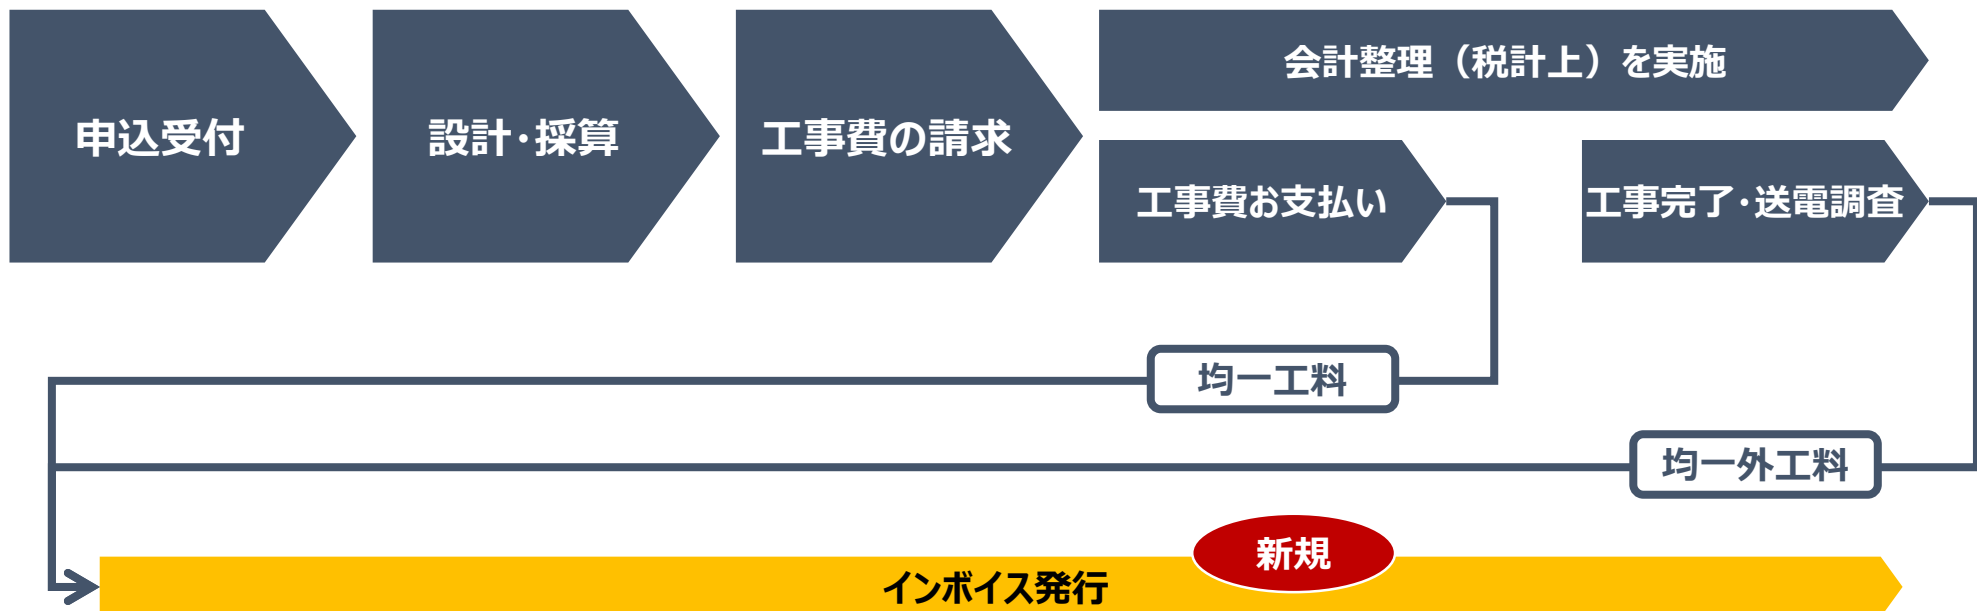 申込受付
設計･採算
工事費の請求
会計整理（税計上）を実施
工事費お支払い
工事完了･送電調査
均一工料
均一外工料
新規
インボイス発行